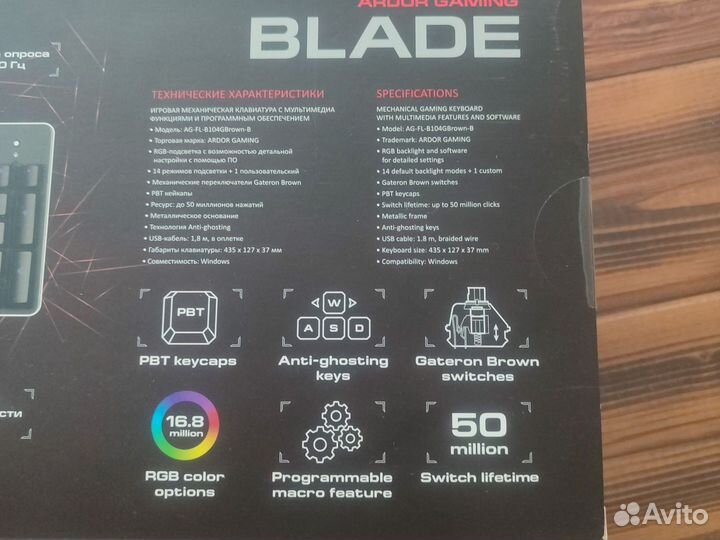 ARDOR GAMING
BLADE
опроса
0 Гц
ТЕХНИЧЕСКИЕ ХАРАКТЕРИСТИКИ
ИГРОВАЯ МЕХАНИЧЕСКАЯ КЛАВИАТУРА С МУЛЬТИМЕДИА
ФУНКЦИЯМИ И ПРОГРАММНЫМ ОБЕСПЕЧЕНИЕМ
• Модель: AG-FL-B104GBrown-B
• Торговая марка: ARDOR GAMING
• RGB-подсветка с возможностью детальной
настройки с помощью ПО
• 14 режимов подсветки + 1 пользовательский
• Механические переключатели Gateron Brown
• PBT кейкапы
• Ресурс: до 50 миллионов нажатий
• Металлическое основание
• Технология Anti-ghosting
• USB-кабель: 1,8 м, в оплетке
• Габариты клавиатуры: 435 x 127 x 37 мм
• Совместимость: Windows
SPECIFICATIONS
MECHANICAL GAMING KEYBOARD
WITH MULTIMEDIA FEATURES AND SOFTWARE
• Model: AG-FL-B104GBrown-B
• Trademark: ARDOR GAMING
• RGB backlight and software
for detailed settings
• 14 default backlight modes + 1 custom
• Gateron Brown switches
• PBT keycaps
• Switch lifetime: up to 50 million clicks
• Metallic frame
• Anti-ghosting keys
• USB cable: 1.8 m, braided wire
• Keyboard size: 435 x 127 x 37 mm
• Compatibility: Windows
PBT
PBT keycaps
W
A S D
Anti-ghosting
keys
Gateron Brown
switches
сти
16.8
million
RGB color
options
Programmable
macro feature
50
million
Switch lifetime
Avito